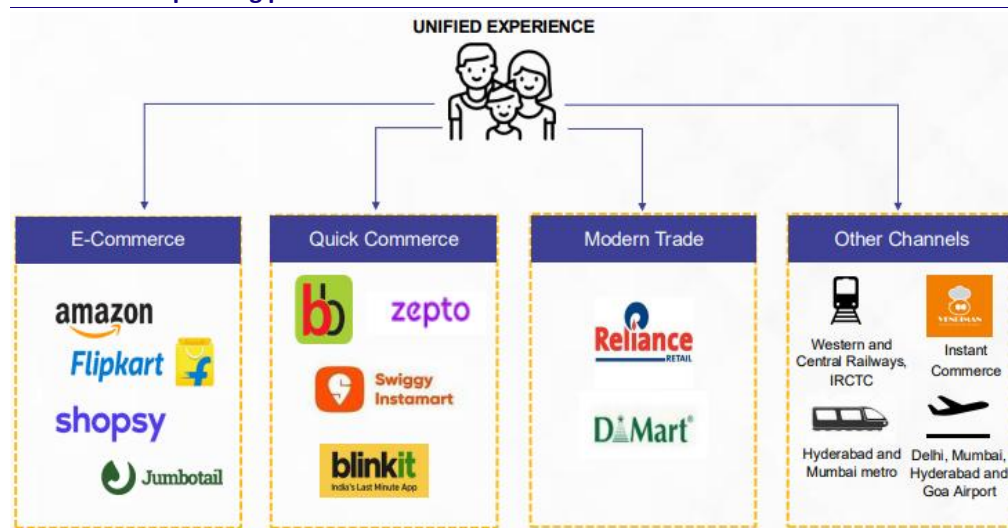 UNIFIED EXPERIENCE
E-Commerce
amazon
Flipkart
shopsy
Jumbotail
Quick Commerce
bb
zepto
Swiggy
Instamart
blinkit
India's Last Minute App
Modern Trade
Reliance
RETAIL
DMart
Other Channels
Western and
Central Railways,
IRCTC
VENDIMAN
Instant
Commerce
Hyderabad and
Mumbai metro
Delhi, Mumbai,
Hyderabad and
Goa Airport